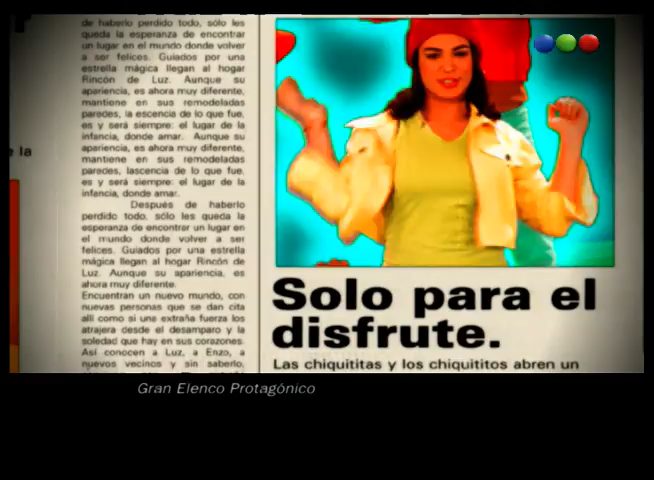 de haberlo perdido todo, sólo les
queda la esperanza de encontrar
un lugar en el mundo donde volver
a ser felices. Guiados por una
estrella mágica llegan al hogar
Rincón de Luz. Aunque su
apariencia, es ahora muy diferente,
mantiene en sus remodeladas
paredes, la escencia de lo que fue,
es y será siempre: el lugar de la
infancia, donde amar. Aunque su
apariencia, es ahora muy diferente,
mantiene en sus remodeladas
paredes, lascencia de lo que fue,
es y será siempre: el lugar de la
infancia, donde amar.
Después de haberlo
perdido todo, sólo les queda la
esperanza de encontrar un lugar en
el mundo donde volver a ser
felices. Guiados por una estrella
mágica llegan al hogar Rincón de
Luz. Aunque su apariencia, es
ahora muy diferente.
Encuentran un nuevo mundo, con
nuevas personas que se dan cita
allí como si una extraña fuerza los
atrajera desde el desamparo y la
soledad que hay en sus corazones.
Así conocen a Luz, a Enzo, a
nuevos vecinos y sin saberlo,
la
Solo para el
disfrute.
Las chiquititas y los chiquititos abren un
Gran Elenco Protagónico